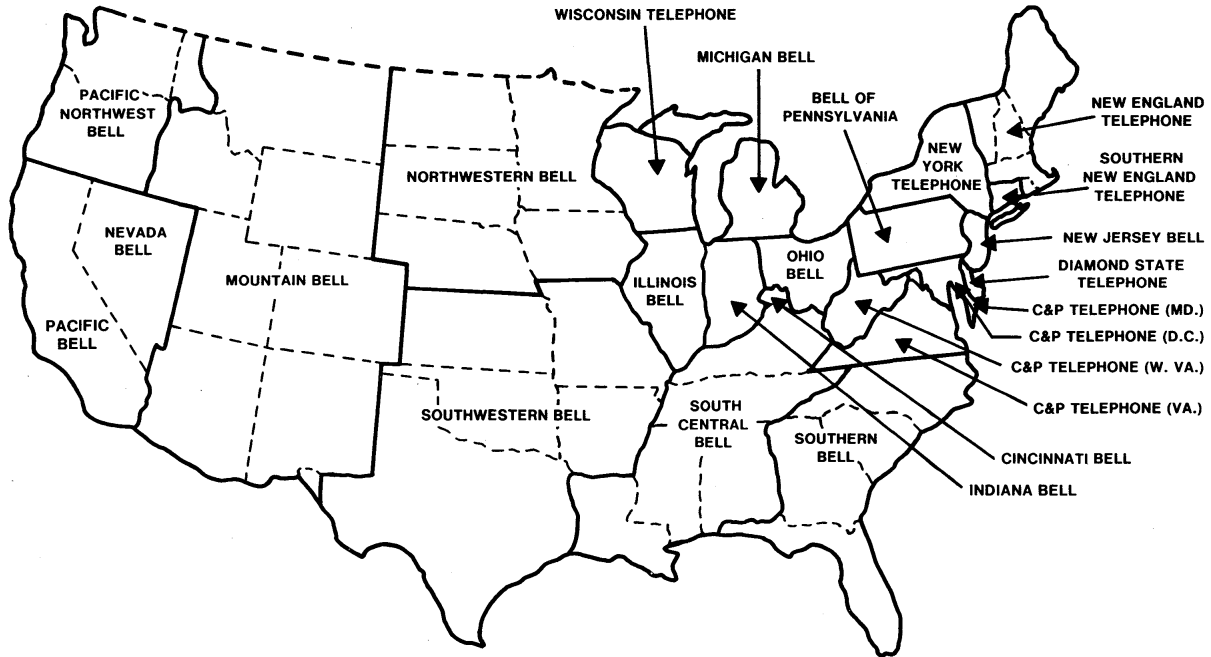 WISCONSIN TELEPHONE
MICHIGAN BELL
BELL OF
PENNSYLVANIA
PACIFIC
NORTHWEST
BELL
NEW ENGLAND
TELEPHONE
NEW
YORK
TELEPHONE
SOUTHERN
NEW ENGLAND
TELEPHONE
NORTHWESTERN BELL
NEVADA
BELL
NEW JERSEY BELL
OHIO
BELL
DIAMOND STATE
TELEPHONE
MOUNTAIN BELL
ILLINOIS
BELL
C&P TELEPHONE (MD.)
PACIFIC
BELL
C&P TELEPHONE (D.C.)
C&P TELEPHONE (W. VA.)
C&P TELEPHONE (VA.)
SOUTHWESTERN BELL
SOUTH
CENTRAL
BELL
SOUTHERN
BELL
CINCINNATI BELL
INDIANA BELL